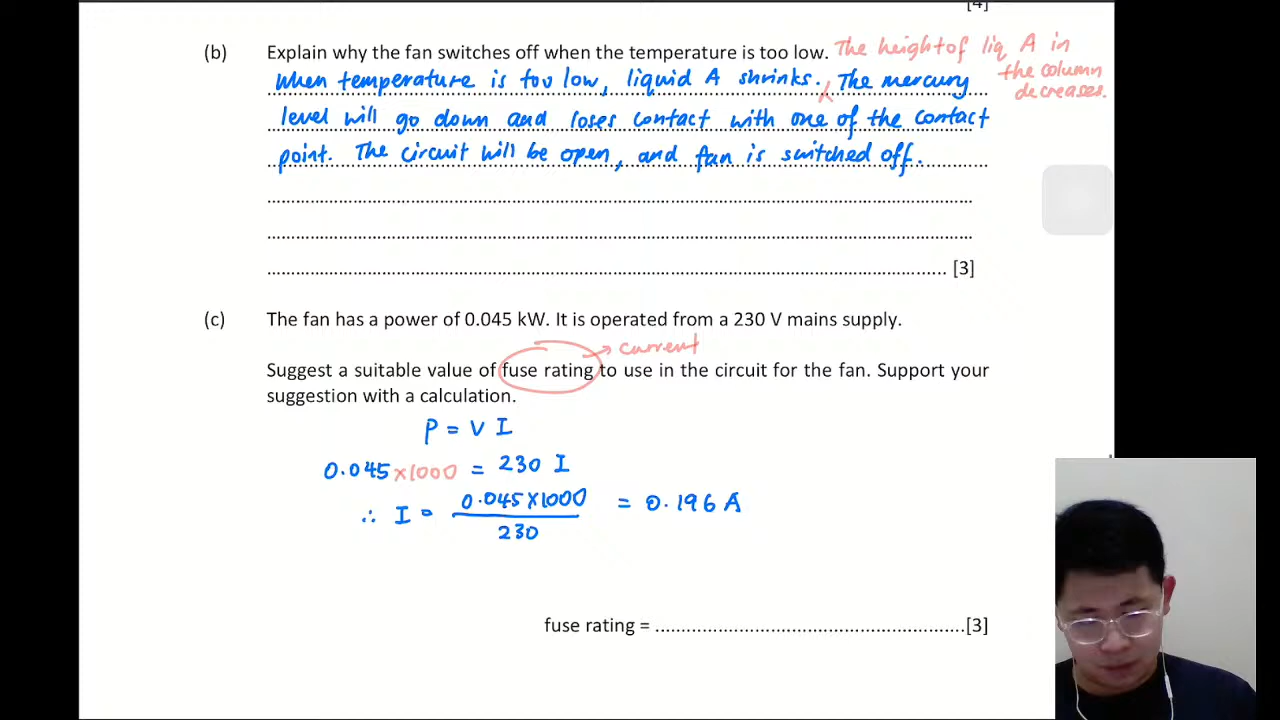 [4]
(b) Explain why the fan switches off when the temperature is too low. The height of liq A in
the column
decreases.
When temperature is too low, liquid A shrinks. The mercury
level will go down and loses contact with one of the contact
point. The circuit will be open, and fan is switched off.
[3]
(c) The fan has a power of 0.045 kW. It is operated from a 230 V mains supply.
→ current
Suggest a suitable value of fuse rating to use in the circuit for the fan. Support your
suggestion with a calculation.
P = V I
0.045 ×1000 = 230 I
∴ I = 0.045×1000 / 230 = 0.196 A
fuse rating = ......................................................[3]